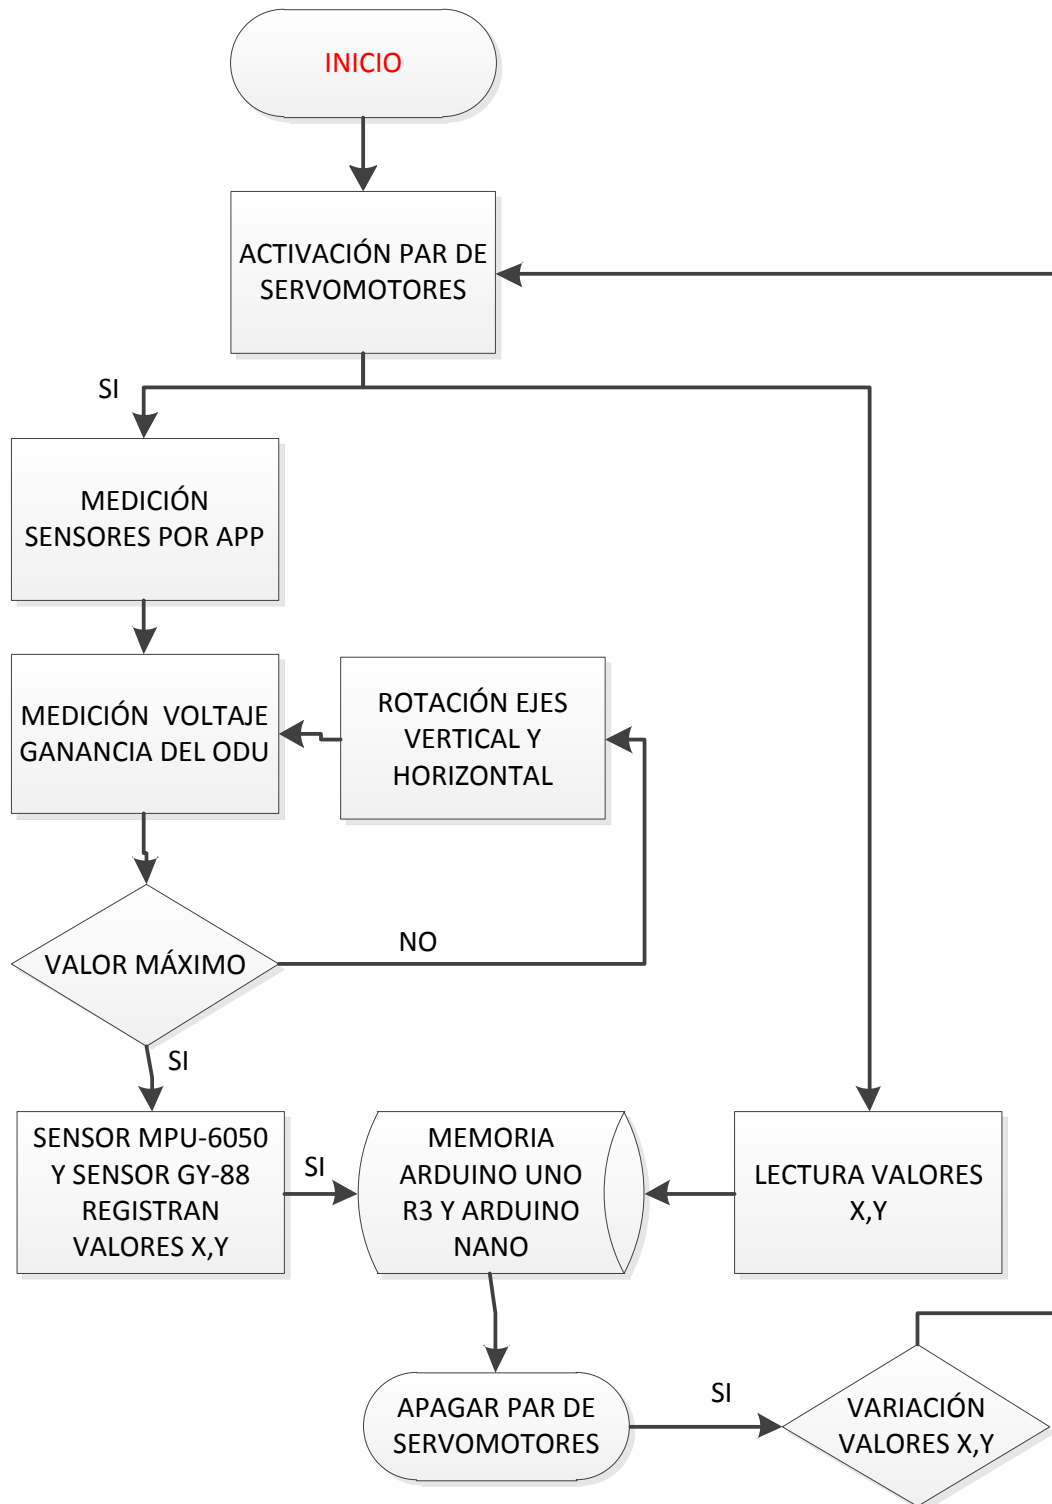 INICIO
ACTIVACIÓN PAR DE
SERVOMOTORES
SI
MEDICIÓN
SENSORES POR APP
MEDICIÓN VOLTAJE
GANANCIA DEL ODU
ROTACIÓN EJES
VERTICAL Y
HORIZONTAL
NO
VALOR MÁXIMO
SI
SENSOR MPU-6050
Y SENSOR GY-88
REGISTRAN
VALORES X,Y
SI
MEMORIA
ARDUINO UNO
R3 Y ARDUINO
NANO
LECTURA VALORES
X,Y
APAGAR PAR DE
SERVOMOTORES
SI
VARIACIÓN
VALORES X,Y